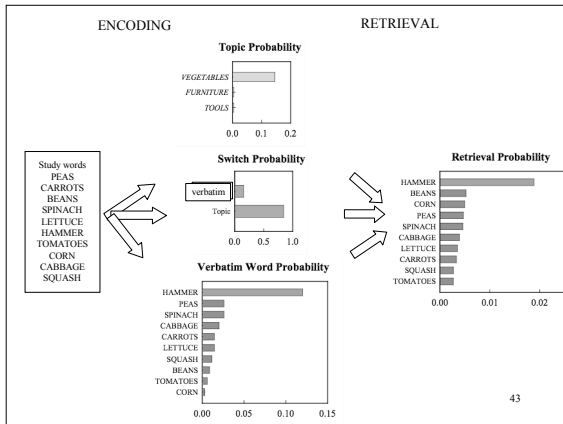 ENCODING
RETRIEVAL
Topic Probability
VEGETABLES
FURNITURE
TOOLS
0.0 0.1 0.2
Study words
PEAS
CARROTS
BEANS
SPINACH
LETTUCE
HAMMER
TOMATOES
CORN
CABBAGE
SQUASH
Switch Probability
verbatim
Topic
0.0 0.5 1.0
Verbatim Word Probability
HAMMER
PEAS
SPINACH
CABBAGE
CARROTS
LETTUCE
SQUASH
BEANS
TOMATOES
CORN
0.00 0.05 0.10 0.15
Retrieval Probability
HAMMER
BEANS
CORN
PEAS
SPINACH
CABBAGE
LETTUCE
CARROTS
SQUASH
TOMATOES
0.00 0.01 0.02
43